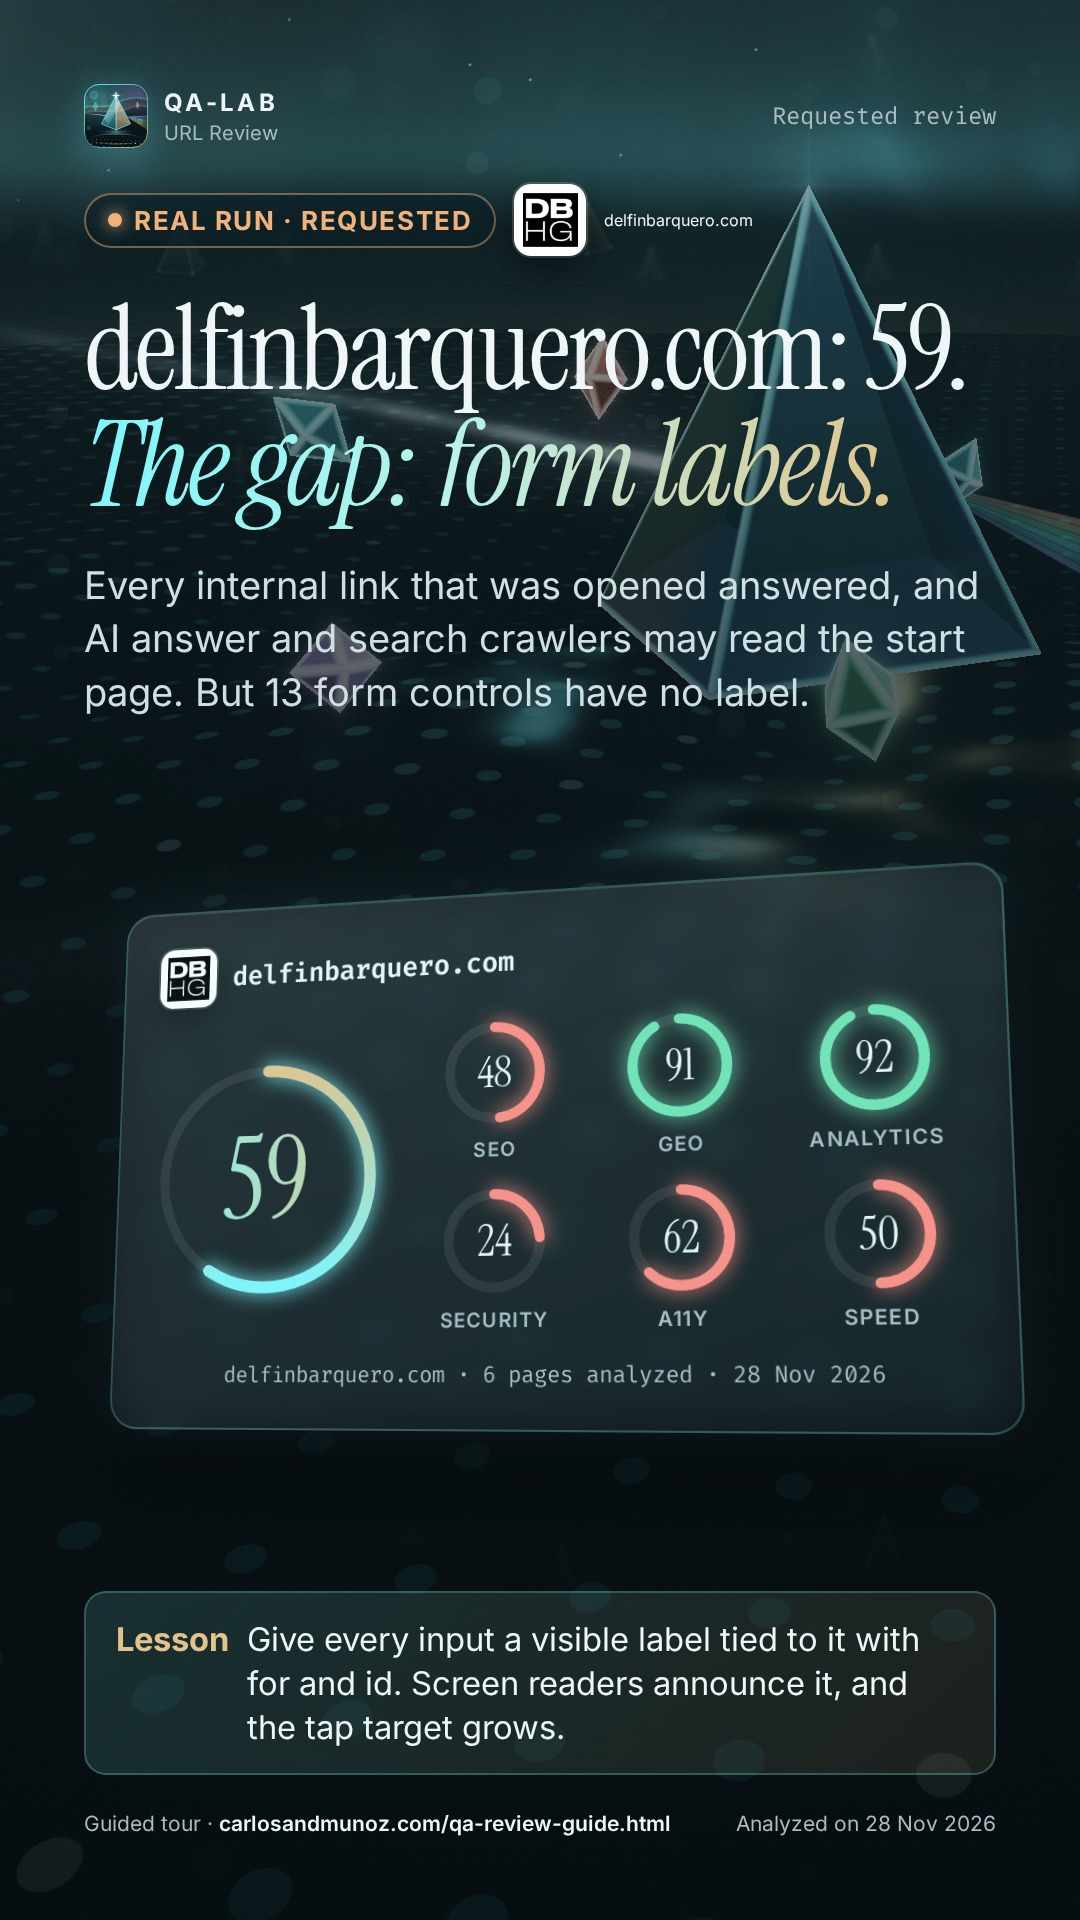 QA-LAB
URL Review
Requested review
REAL RUN · REQUESTED
DB
HG
delfinbarquero.com
delfinbarquero.com: 59.
The gap: form labels.
Every internal link that was opened answered, and
AI answer and search crawlers may read the start
page. But 13 form controls have no label.
DB
HG
delfinbarquero.com
59
48
SEO
91
GEO
92
ANALYTICS
24
SECURITY
62
A11Y
50
SPEED
delfinbarquero.com · 6 pages analyzed · 28 Nov 2026
Lesson Give every input a visible label tied to it with
for and id. Screen readers announce it, and
the tap target grows.
Guided tour · carlosandmunoz.com/qa-review-guide.html
Analyzed on 28 Nov 2026